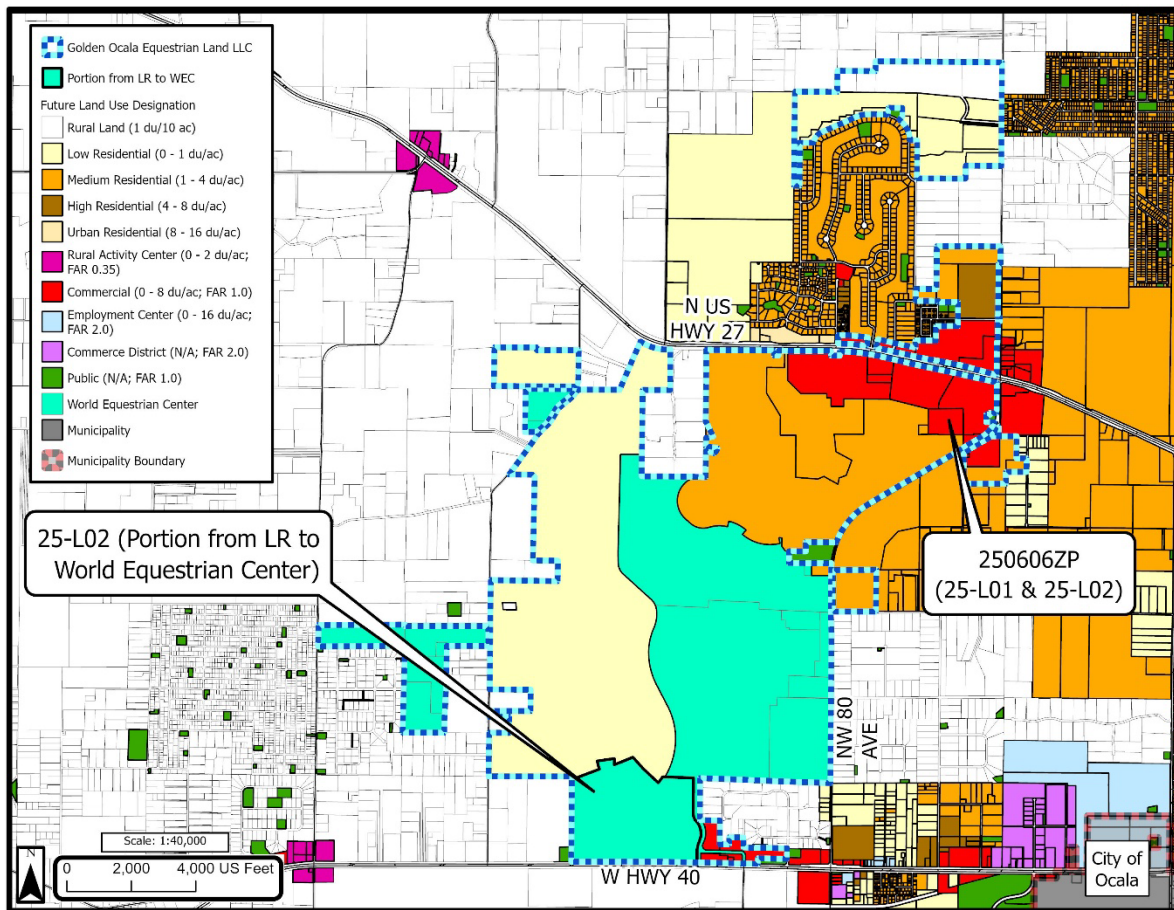 Golden Ocala Equestrian Land LLC
Portion from LR to WEC
Future Land Use Designation
Rural Land (1 du/10 ac)
Low Residential (0 - 1 du/ac)
Medium Residential (1 - 4 du/ac)
High Residential (4 - 8 du/ac)
Urban Residential (8 - 16 du/ac)
Rural Activity Center (0 - 2 du/ac;
FAR 0.35)
Commercial (0 - 8 du/ac; FAR 1.0)
Employment Center (0 - 16 du/ac;
FAR 2.0)
Commerce District (N/A; FAR 2.0)
Public (N/A; FAR 1.0)
World Equestrian Center
Municipality
Municipality Boundary
N US
HWY 27
25-L02 (Portion from LR to
World Equestrian Center)
250606ZP
(25-L01 & 25-L02)
NW 80
AVE
Scale: 1:40,000
N
0 2,000 4,000 US Feet
W HWY 40
City of
Ocala